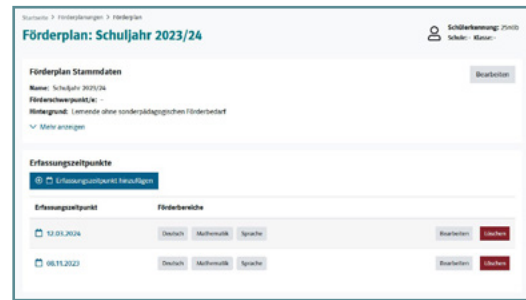 Startseite > Förderplanungen > Förderplan
Förderplan: Schuljahr 2023/24
Schülerkennung:
Schule: - Klasse: -
Förderplan Stammdaten
Bearbeiten
Name: Schuljahr 2023/24
Förderschwerpunkt/e: -
Hintergrund: Lernende ohne sonderpädagogischen Förderbedarf
Mehr anzeigen
Erfassungszeitpunkte
Erfassungszeitpunkt hinzufügen
Erfassungszeitpunkt Förderbereiche
12.03.2024 Deutsch Mathematik Sprache Bearbeiten Löschen
08.11.2023 Deutsch Mathematik Sprache Bearbeiten Löschen